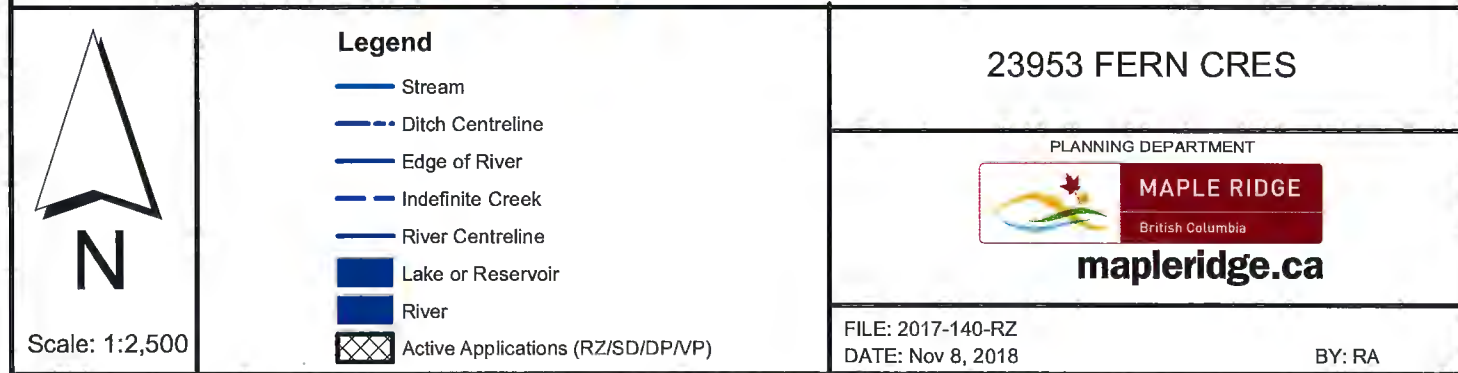 N
Scale: 1:2,500
Legend
Stream
Ditch Centreline
Edge of River
Indefinite Creek
River Centreline
Lake or Reservoir
River
Active Applications (RZ/SD/DP/VP)
23953 FERN CRES
PLANNING DEPARTMENT
MAPLE RIDGE
British Columbia
mapleridge.ca
FILE: 2017-140-RZ
DATE: Nov 8, 2018 BY: RA